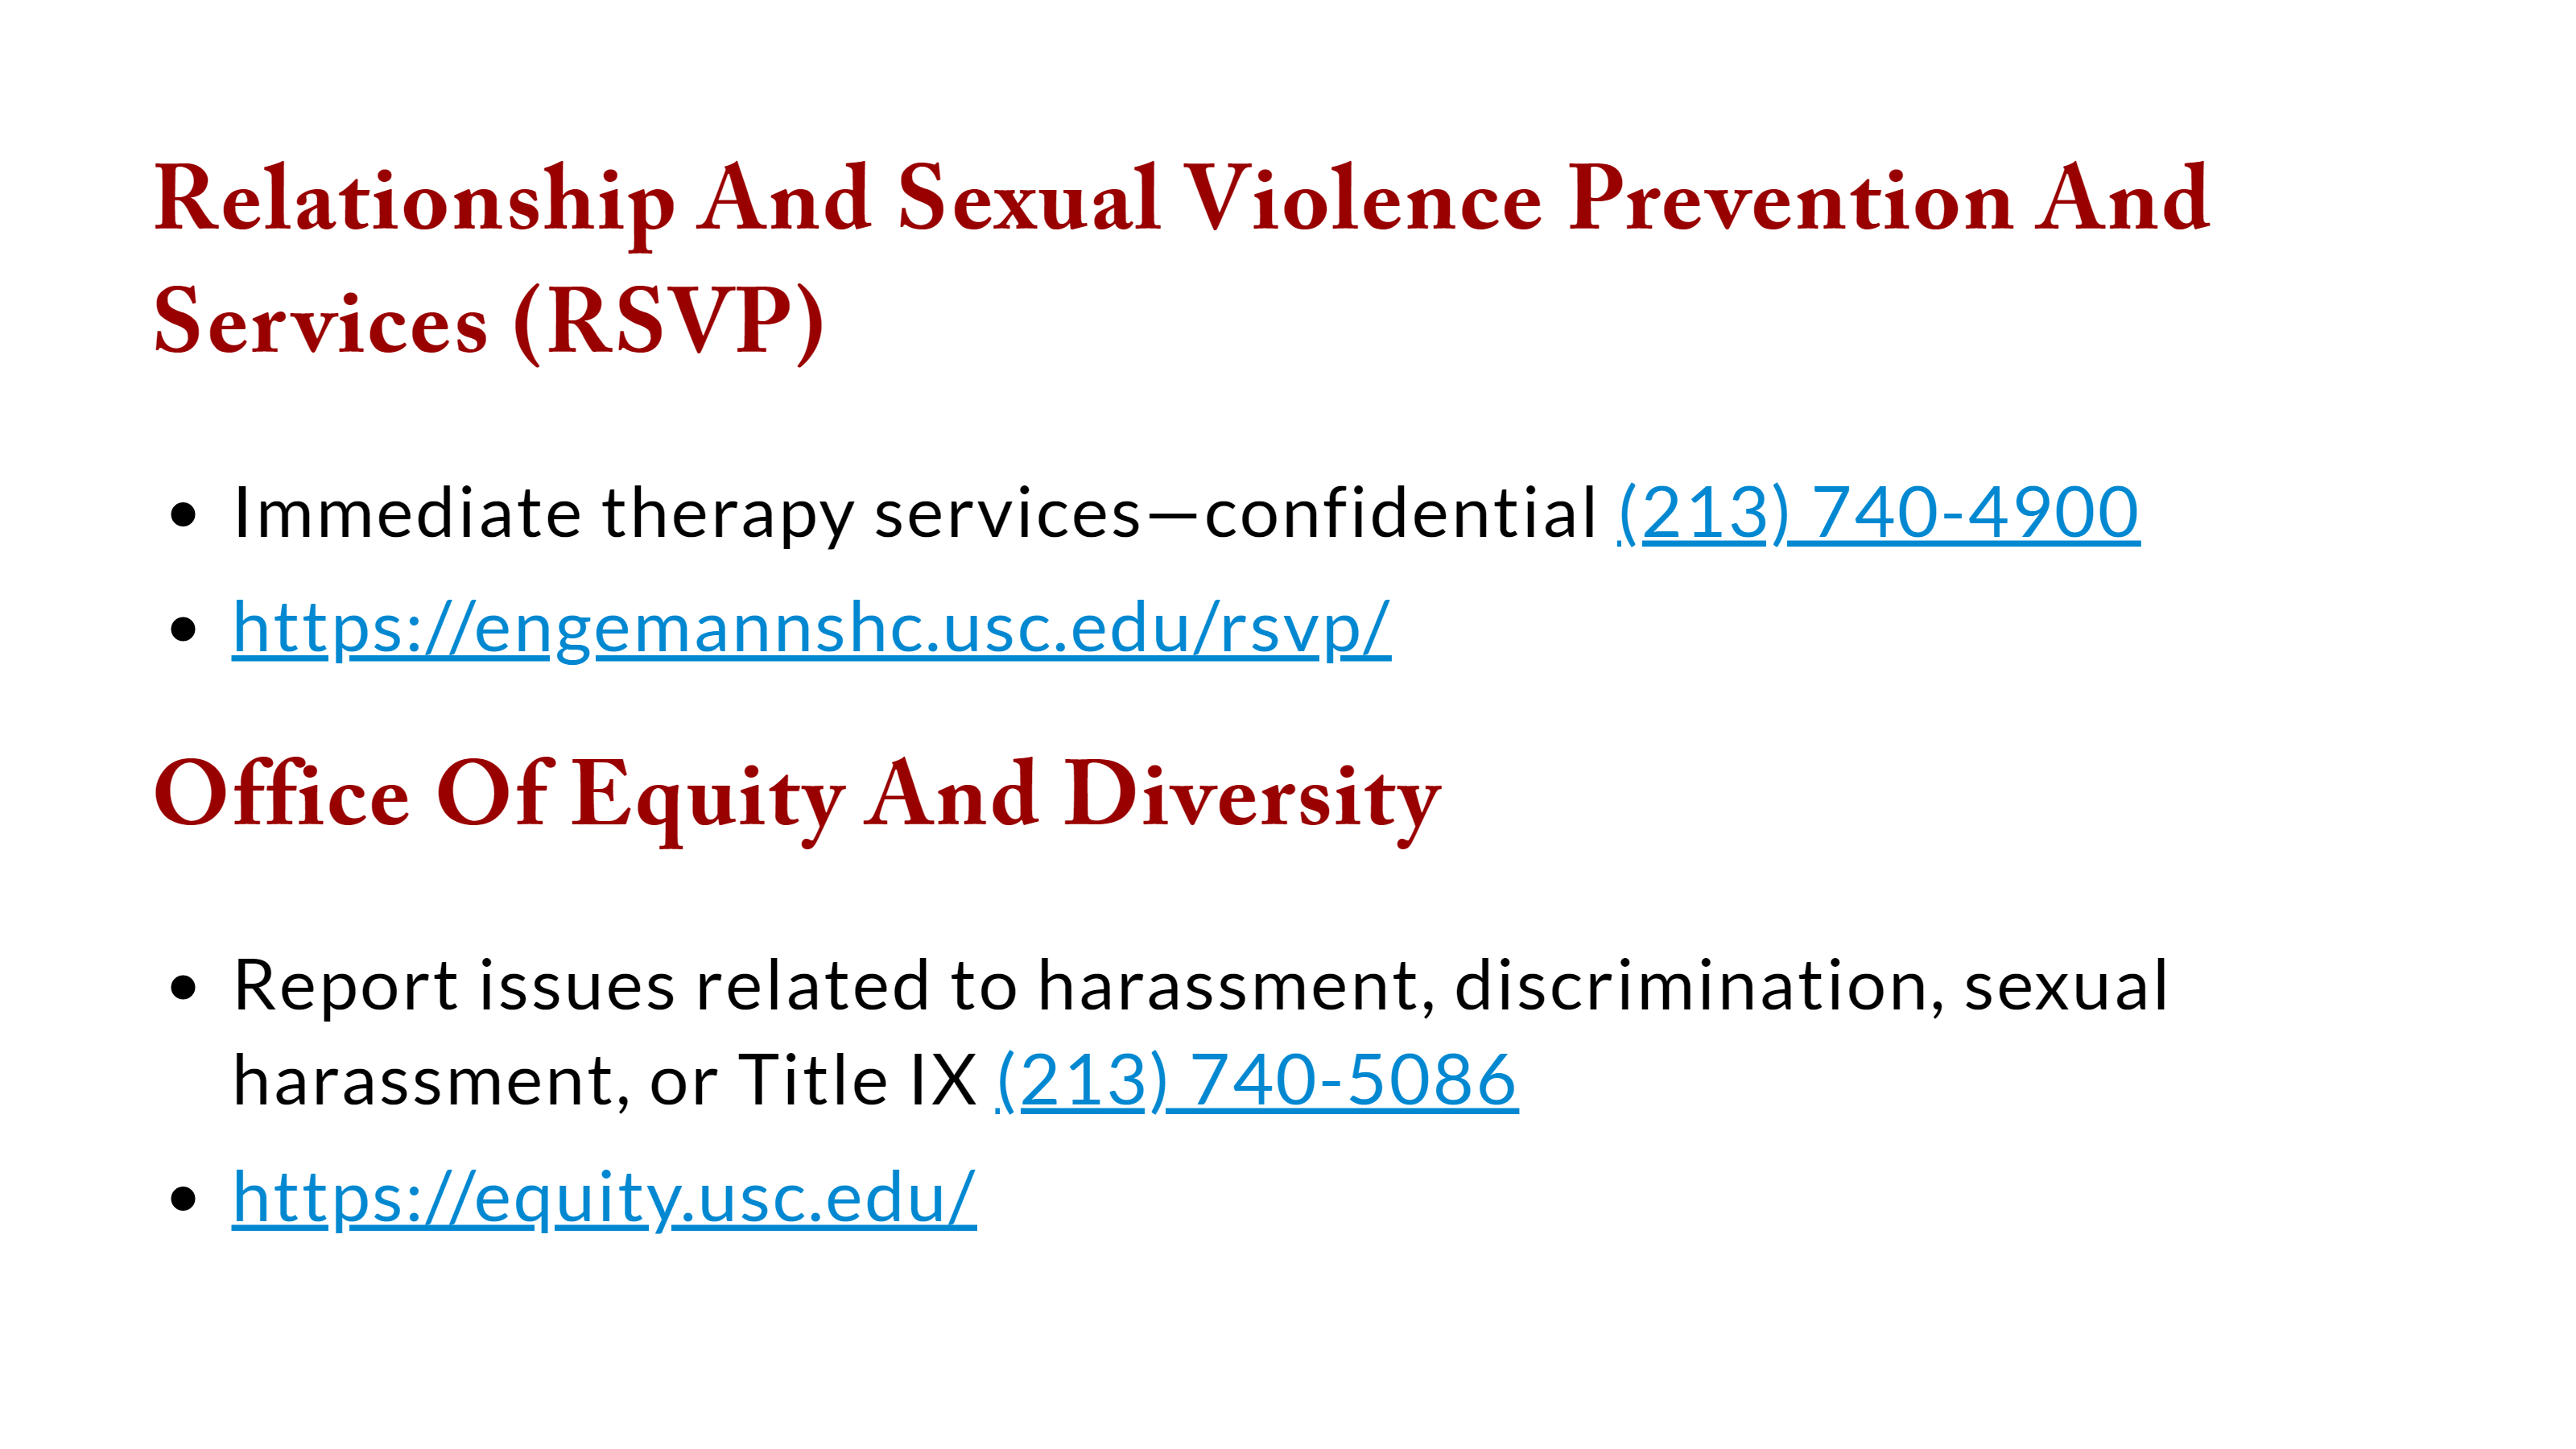 Relationship And Sexual Violence Prevention And
Services (RSVP)
• Immediate therapy services—confidential (213) 740-4900
• https://engemannshc.usc.edu/rsvp/
Office Of Equity And Diversity
• Report issues related to harassment, discrimination, sexual
harassment, or Title IX (213) 740-5086
• https://equity.usc.edu/